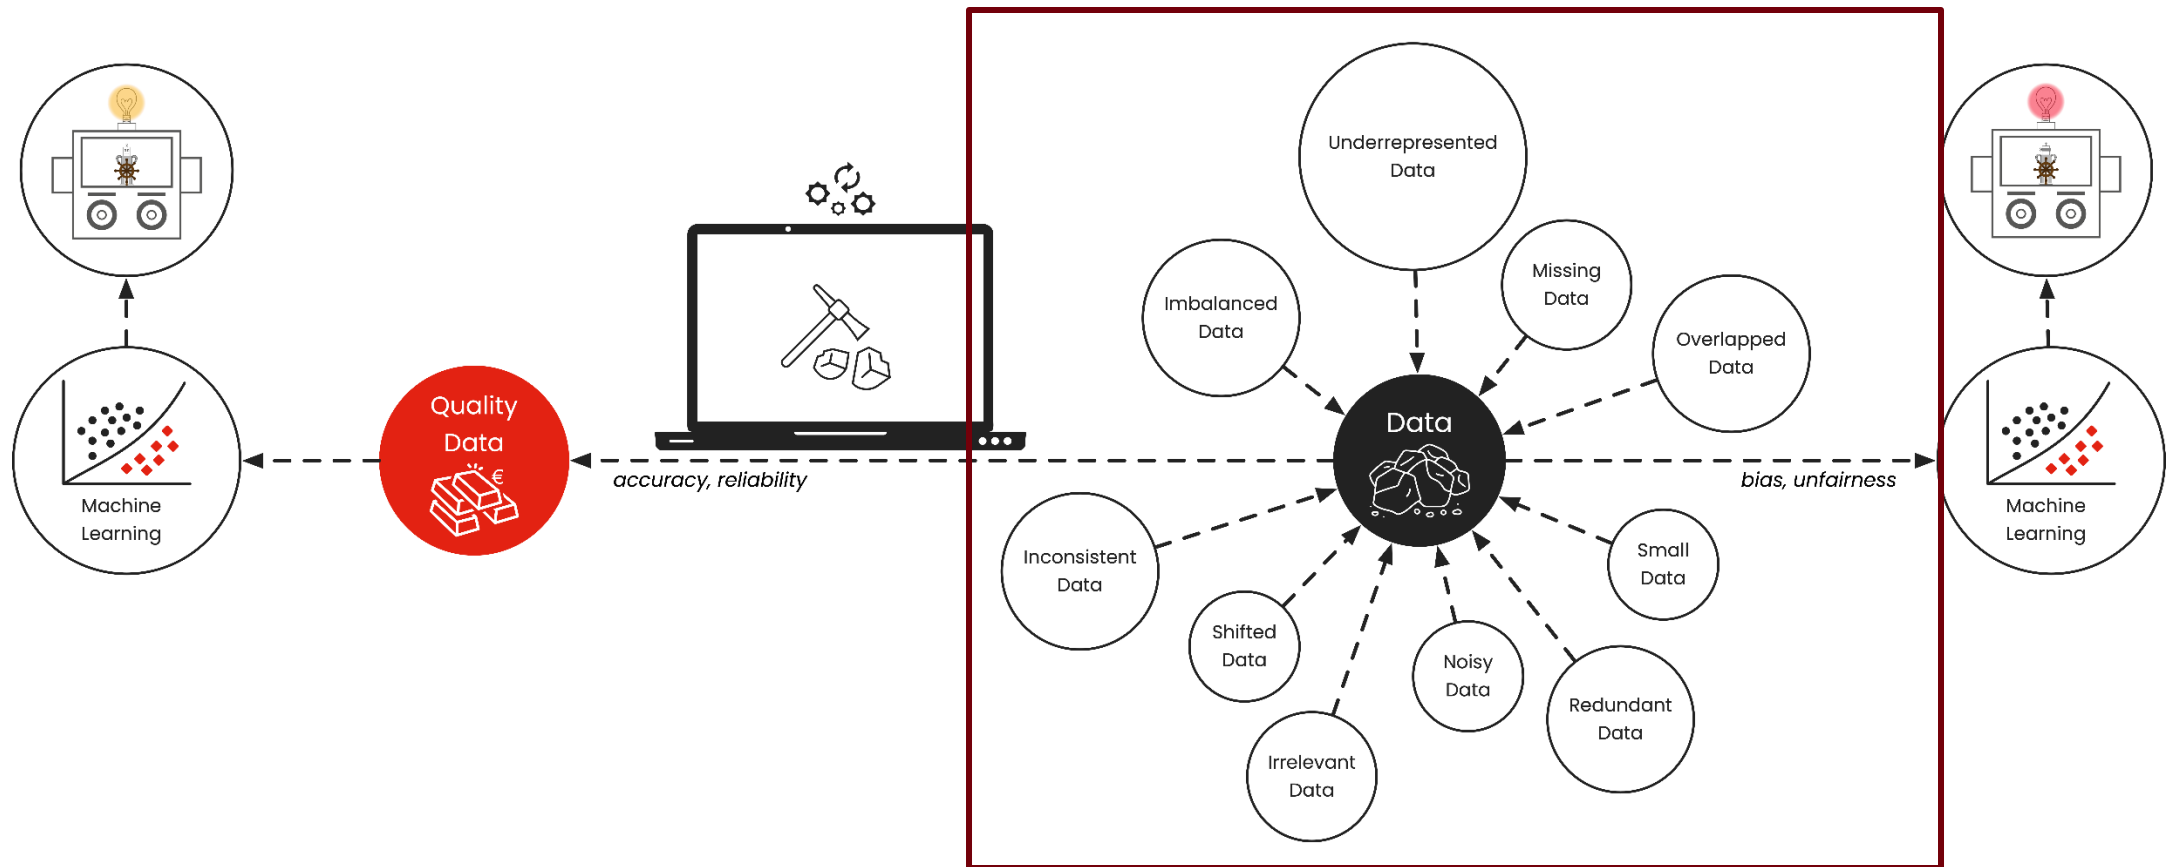 Underrepresented
Data
Missing
Data
Imbalanced
Data
Overlapped
Data
Quality
Data
€
Data
accuracy, reliability
bias, unfairness
Machine
Learning
Machine
Learning
Inconsistent
Data
Small
Data
Shifted
Data
Noisy
Data
Redundant
Data
Irrelevant
Data